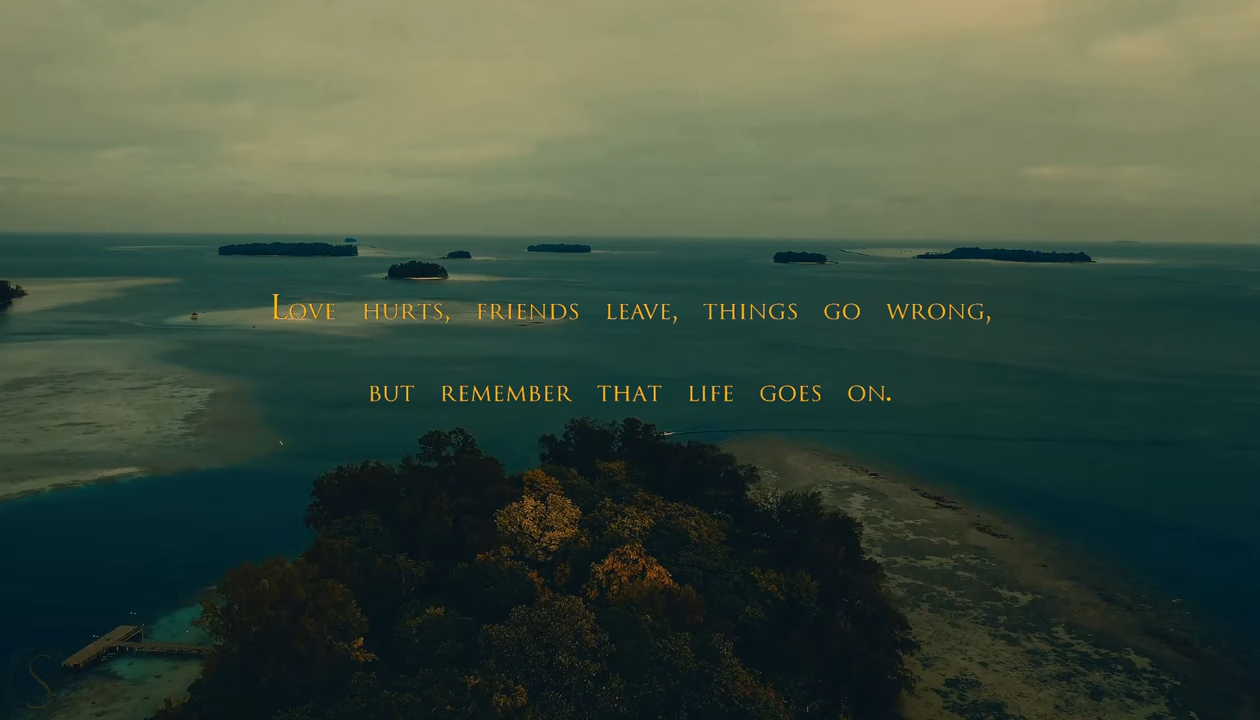 Love hurts, friends leave, things go wrong,
but remember that life goes on.